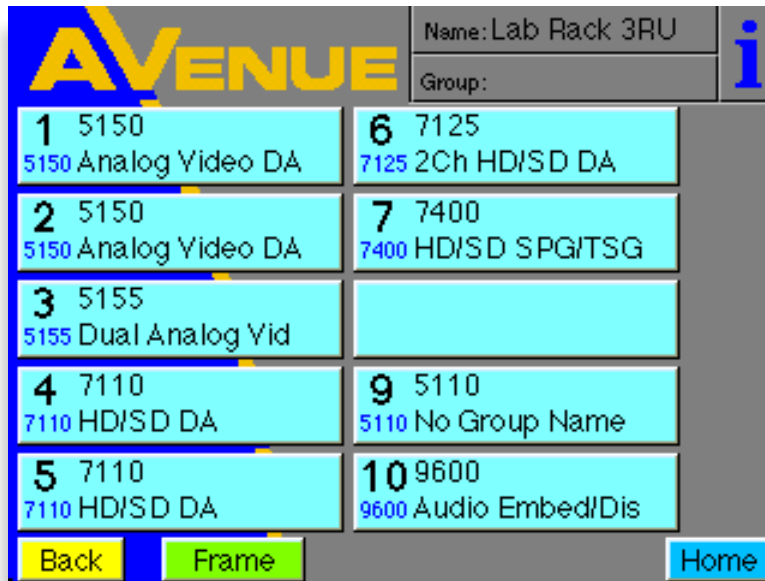 AVENUE
Name: Lab Rack 3RU
Group:
i
1 5150
5150 Analog Video DA
2 5150
5150 Analog Video DA
3 5155
5155 Dual Analog Vid
4 7110
7110 HD/SD DA
5 7110
7110 HD/SD DA
6 7125
7125 2Ch HD/SD DA
7 7400
7400 HD/SD SPG/TSG
9 5110
5110 No Group Name
10 9600
9600 Audio Embed/Dis
Back Frame Home